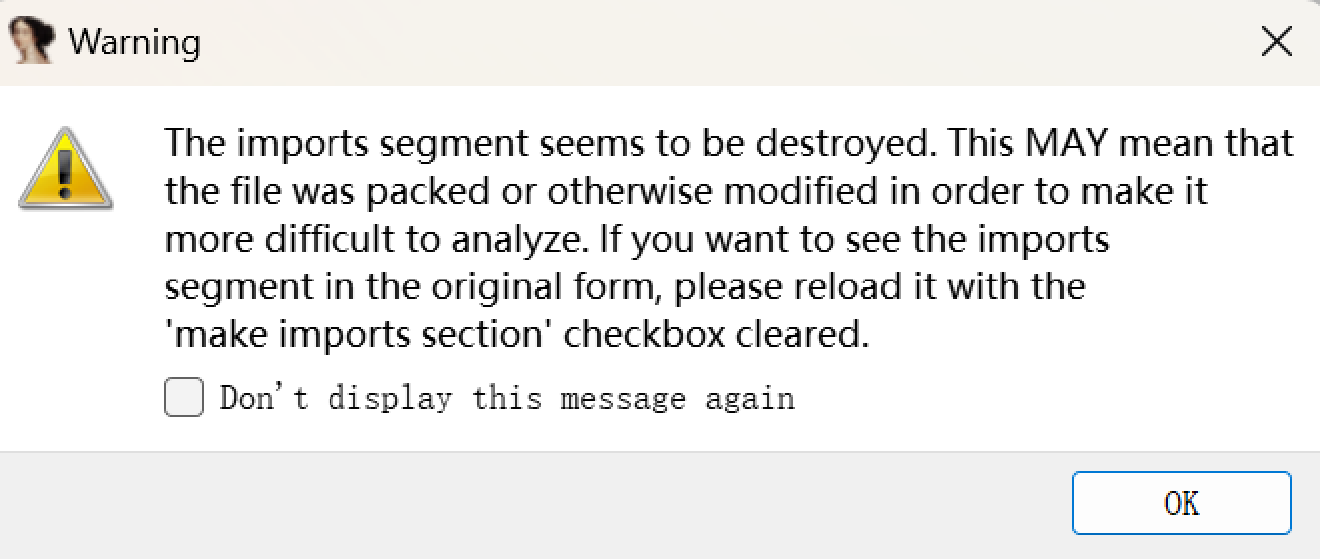 Warning
The imports segment seems to be destroyed. This MAY mean that
the file was packed or otherwise modified in order to make it
more difficult to analyze. If you want to see the imports
segment in the original form, please reload it with the
'make imports section' checkbox cleared.
Don't display this message again
OK